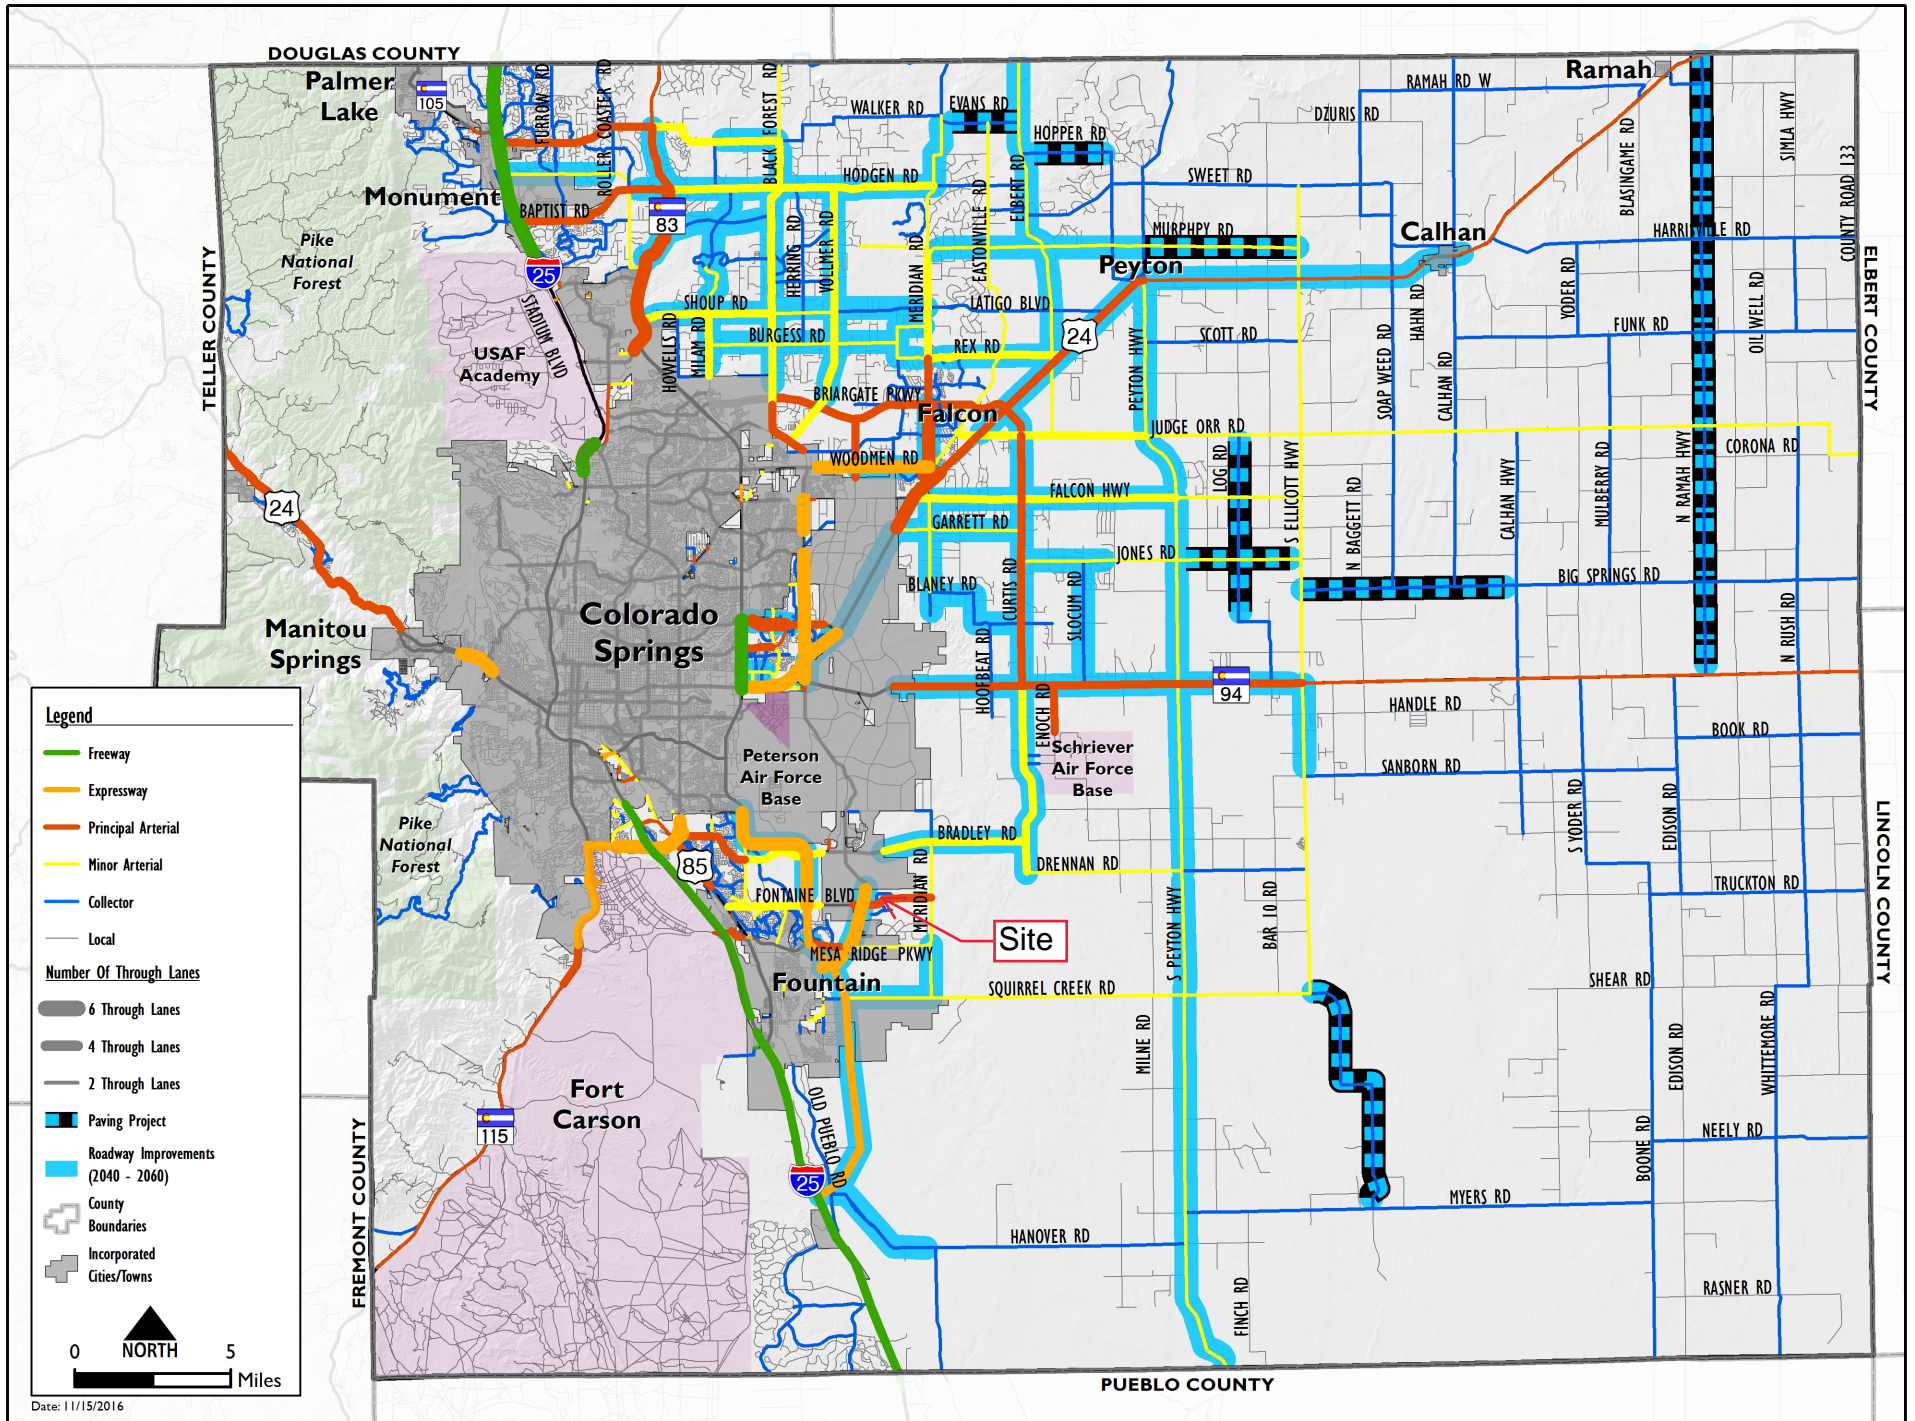 DOUGLAS COUNTY
Palmer
Lake
105
FURROW RD
ROLLER COASTER RD
BLACK FOREST RD
WALKER RD
EVANS RD
HOPPER RD
DZURIS RD
RAMAH RD W
Ramah
BLASINGAME RD
SIMLA HWY
COUNTY ROAD 133
Monument
BAPTIST RD
83
HODGEN RD
SWEET RD
MURPHPY RD
Calhan
HARRISVILLE RD
Pike
National
Forest
25
HERRING RD
VOLLMER RD
MERIDIAN RD
EASTONVILLE RD
ELBERT RD
Peyton
YODER RD
OIL WELL RD
ELBERT COUNTY
TELLER COUNTY
STADIUM BLVD
USAF
Academy
SHOUP RD
HOWELLS RD
MILAM RD
BURGESS RD
LATIGO BLVD
REX RD
24
PEYTON HWY
SCOTT RD
SOAP WEED RD
HAHN RD
CALHAN RD
FUNK RD
BRIARGATE PKWY
Falcon
JUDGE ORR RD
WOODMEN RD
CORONA RD
24
FALCON HWY
LOG RD
S ELLICOTT HWY
N BAGGETT RD
CALHAN HWY
MULBERRY RD
N RAMAH HWY
GARRETT RD
JONES RD
BLANEY RD
CURTIS RD
SLOCUM RD
BIG SPRINGS RD
Manitou
Springs
Colorado
Springs
HOOFBEAT RD
N RUSH RD
94
ENOCH RD
HANDLE RD
BOOK RD
Peterson
Air Force
Base
Schriever
Air Force
Base
SANBORN RD
S YODER RD
EDISON RD
LINCOLN COUNTY
Pike
National
Forest
85
BRADLEY RD
DRENNAN RD
MERIDIAN RD
FONTAINE BLVD
TRUCKTON RD
S PEYTON HWY
BAR 10 RD
Site
MESA RIDGE PKWY
Fountain
SQUIRREL CREEK RD
SHEAR RD
MILNE RD
EDISON RD
WHITTEMORE RD
Fort
Carson
115
OLD PUEBLO RD
25
BOONE RD
NEELY RD
MYERS RD
FREMONT COUNTY
HANOVER RD
FINCH RD
RASNER RD
PUEBLO COUNTY
Legend
Freeway
Expressway
Principal Arterial
Minor Arterial
Collector
Local
Number Of Through Lanes
6 Through Lanes
4 Through Lanes
2 Through Lanes
Paving Project
Roadway Improvements
(2040 - 2060)
County
Boundaries
Incorporated
Cities/Towns
NORTH
0 5
Miles
Date: 11/15/2016